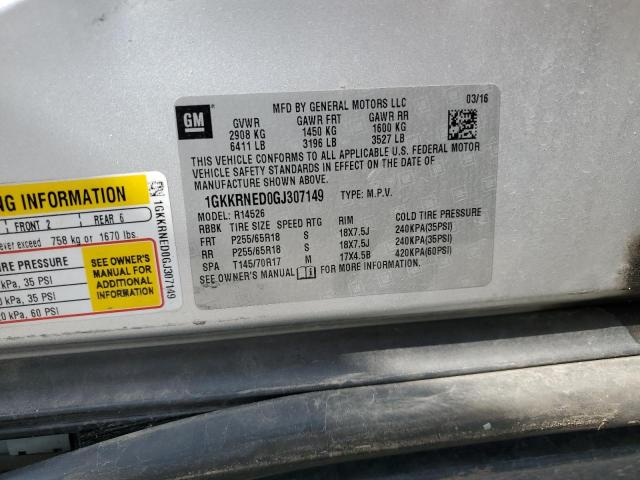 GM
MFD BY GENERAL MOTORS LLC
03/16
GVWR GAWR FRT GAWR RR
2908 KG 1450 KG 1600 KG
6411 LB 3196 LB 3527 LB
THIS VEHICLE CONFORMS TO ALL APPLICABLE U.S. FEDERAL MOTOR
VEHICLE SAFETY STANDARDS IN EFFECT ON THE DATE OF
MANUFACTURE SHOWN ABOVE.
1GKKRNED0GJ307149 TYPE: M.P.V.
MODEL: R14526
RBBK TIRE SIZE SPEED RTG RIM COLD TIRE PRESSURE
FRT P255/65R18 S 18X7.5J 240KPA(35PSI)
RR P255/65R18 S 18X7.5J 240KPA(35PSI)
SPA T145/70R17 M 17X4.5B 420KPA(60PSI)
SEE OWNER'S MANUAL FOR MORE INFORMATION.
NG INFORMATION
FRONT 2 REAR 6
ever exceed 758 kg or 1670 lbs.
TIRE PRESSURE
kPa, 35 PSI
kPa, 35 PSI
20 kPa, 60 PSI
SEE OWNER'S
MANUAL FOR
ADDITIONAL
INFORMATION
1GKKRNED0GJ307149